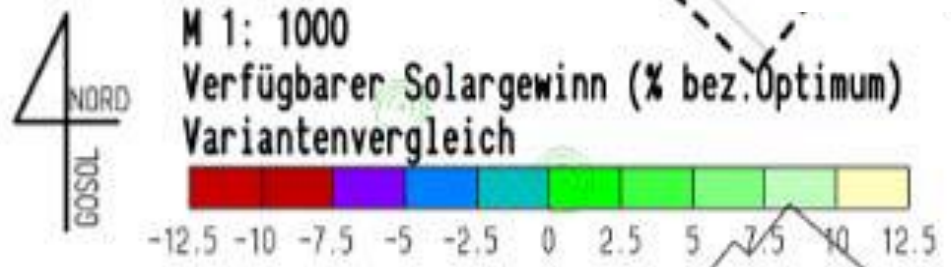 M 1: 1000
Verfügbarer Solargewinn (% bez.Optimum)
Variantenvergleich
NORD
GOSOL
-12.5 -10 -7.5 -5 -2.5 0 2.5 5 7.5 10 12.5